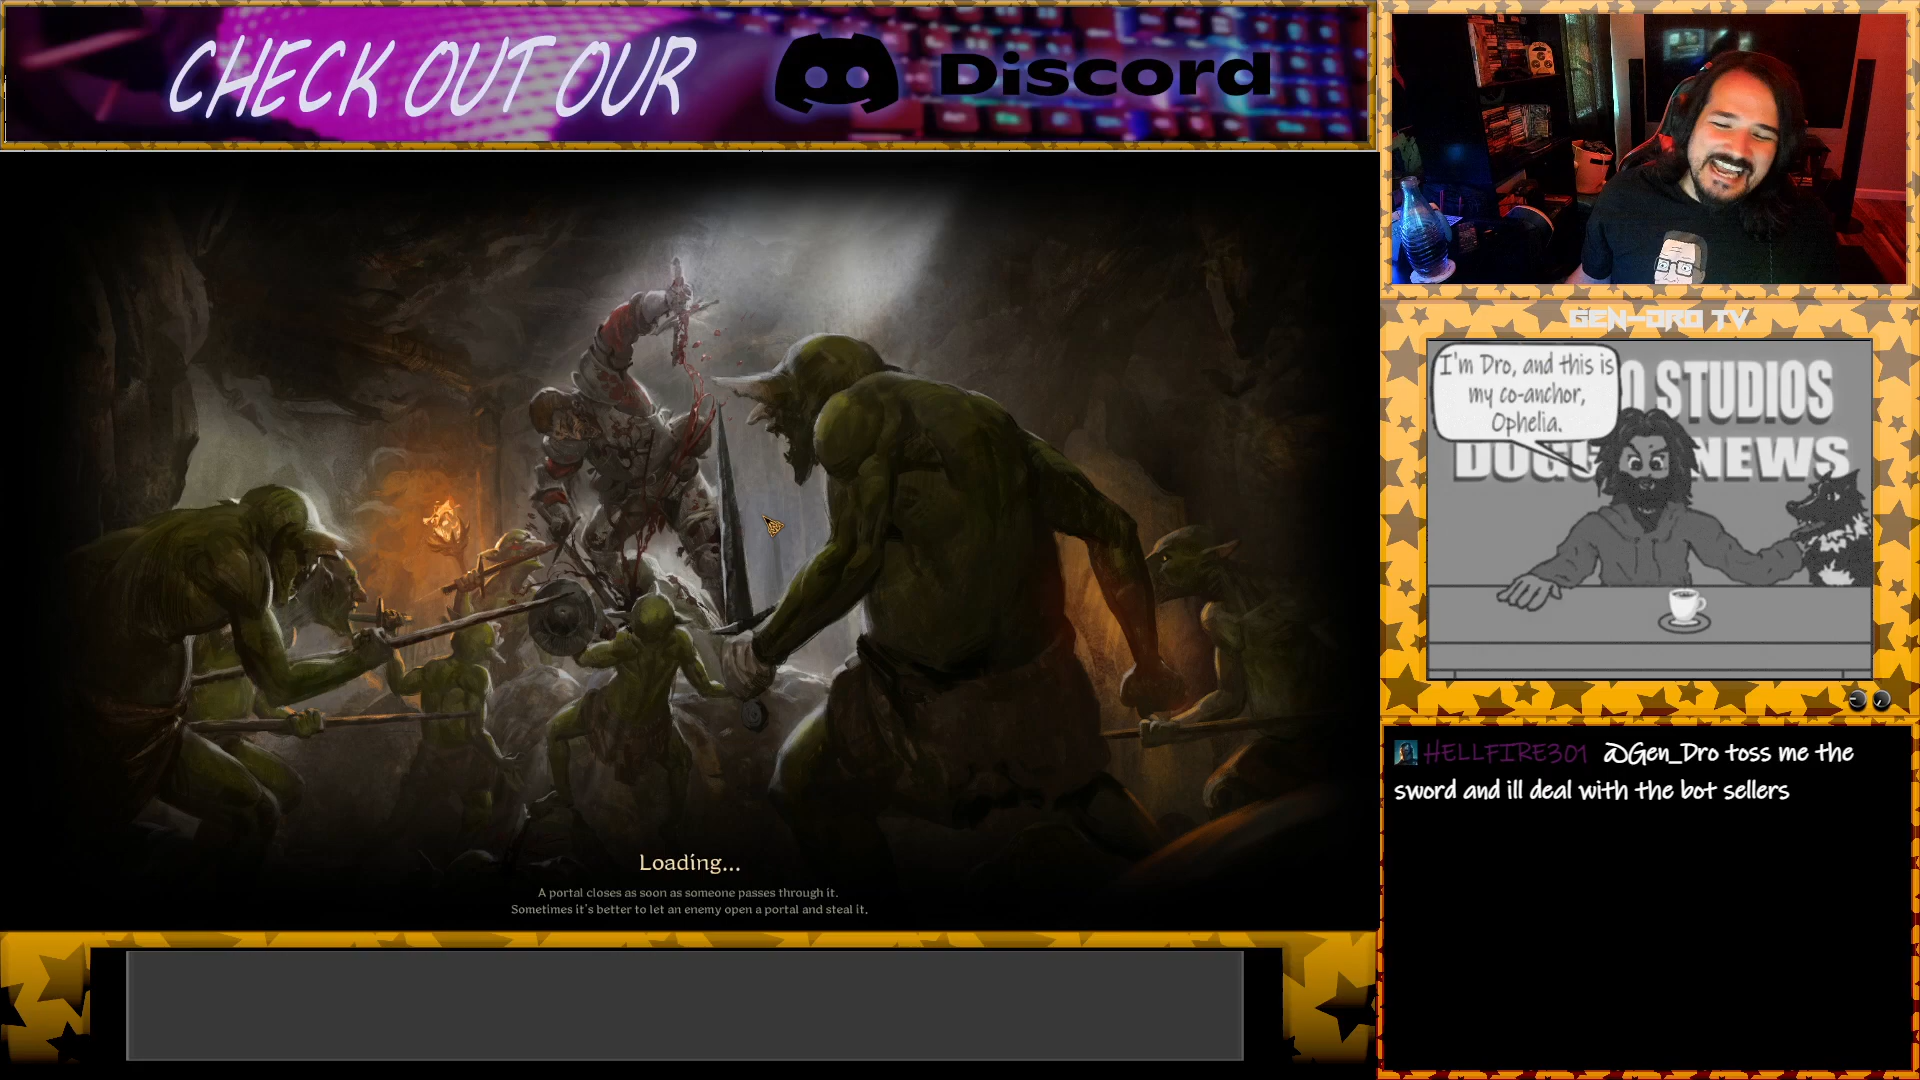 CHECK OUT OUR Discord
Loading...
A portal closes as soon as someone passes through it.
Sometimes it's better to let an enemy open a portal and steal it.
GEN-DRO TV
I'm Dro, and this is
my co-anchor,
Ophelia.
O STUDIOS
DOGG NEWS
HELLFIRE301 @Gen_Dro toss me the
sword and ill deal with the bot sellers